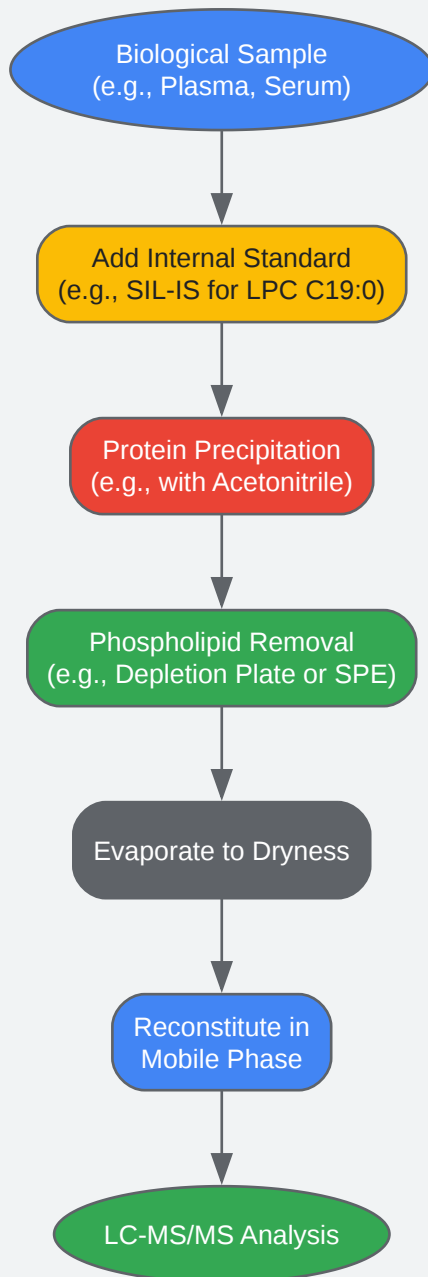 Biological Sample
(e.g., Plasma, Serum)
Add Internal Standard
(e.g., SIL-IS for LPC C19:0)
Protein Precipitation
(e.g., with Acetonitrile)
Phospholipid Removal
(e.g., Depletion Plate or SPE)
Evaporate to Dryness
Reconstitute in
Mobile Phase
LC-MS/MS Analysis